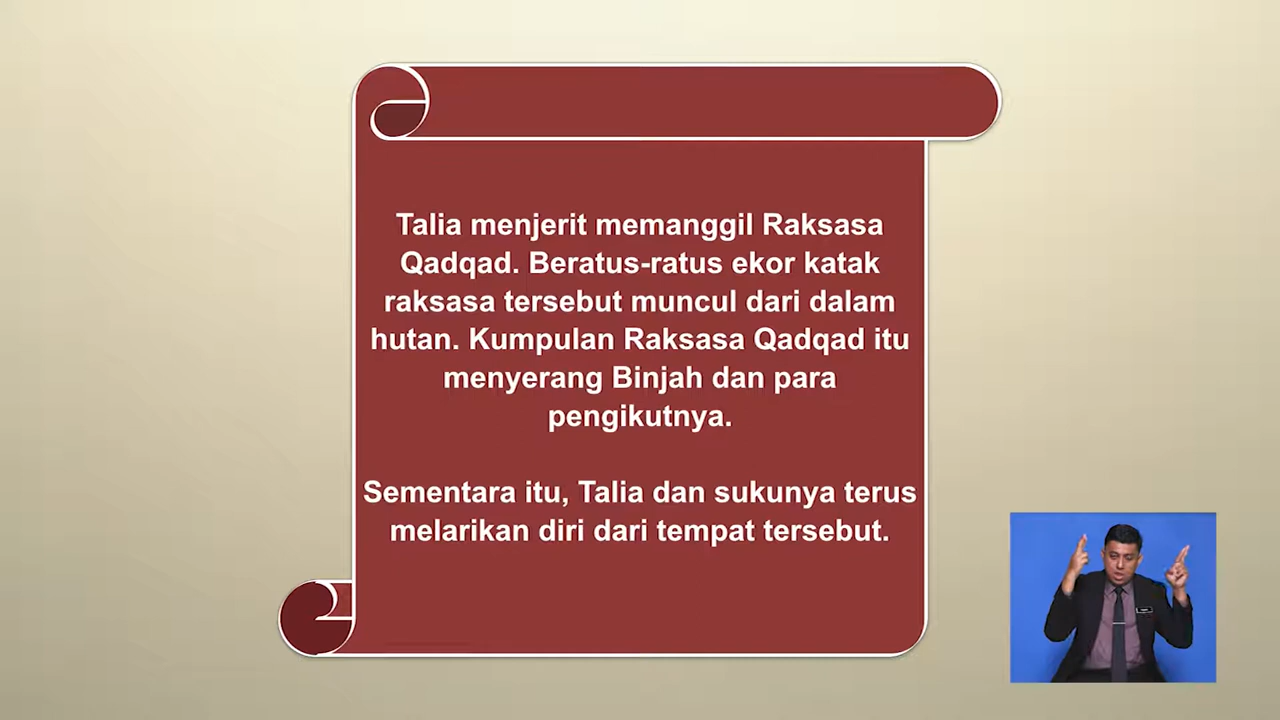 Talia menjerit memanggil Raksasa
Qadqad. Beratus-ratus ekor katak
raksasa tersebut muncul dari dalam
hutan. Kumpulan Raksasa Qadqad itu
menyerang Binjah dan para
pengikutnya.
Sementara itu, Talia dan sukunya terus
melarikan diri dari tempat tersebut.